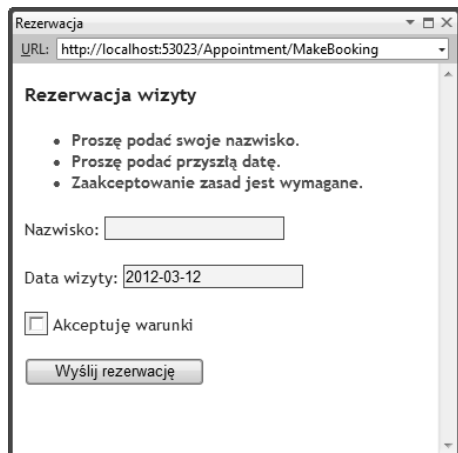 Rezerwacja
URL: http://localhost:53023/Appointment/MakeBooking
Rezerwacja wizyty
• Proszę podać swoje nazwisko.
• Proszę podać przyszłą datę.
• Zaakceptowanie zasad jest wymagane.
Nazwisko:
Data wizyty: 2012-03-12
Akceptuję warunki
Wyślij rezerwację